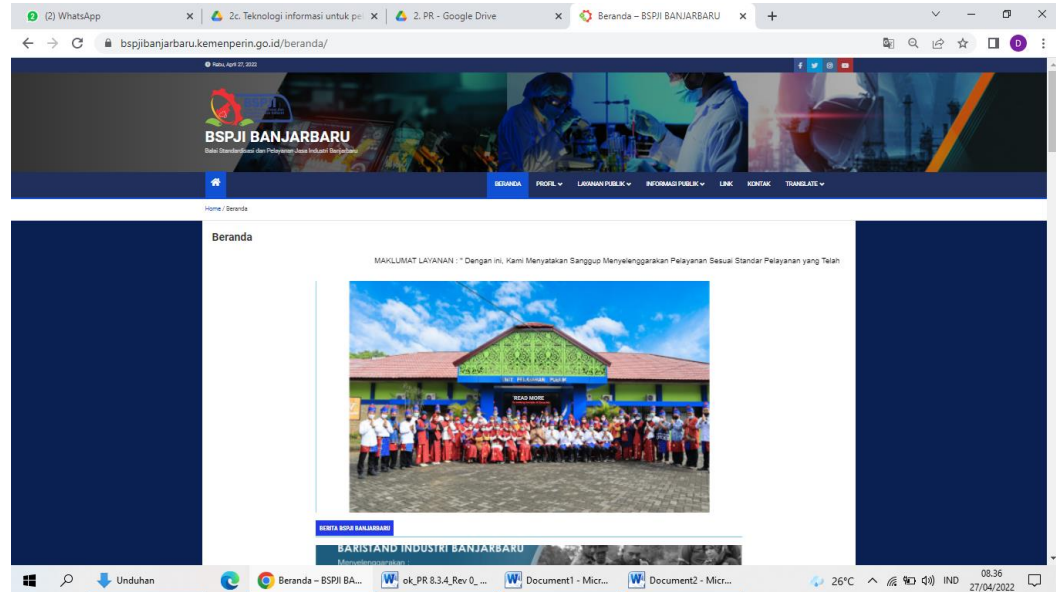 (2) WhatsApp
2c. Teknologi informasi untuk pe
2. PR - Google Drive
Beranda – BSPJI BANJARBARU
bspjibanjarbaru.kemenperin.go.id/beranda/
Rabu, April 27, 2022
BSPJI
BSPJI BANJARBARU
Balai Standardisasi dan Pelayanan Jasa Industri Banjarbaru
BERANDA PROFIL LAYANAN PUBLIK INFORMASI PUBLIK LINK KONTAK TRANSLATE
Home / Beranda
Beranda
MAKLUMAT LAYANAN : " Dengan ini, Kami Menyatakan Sanggup Menyelenggarakan Pelayanan Sesuai Standar Pelayanan yang Telah
UNIT PELAYANAN PUBLIK
READ MORE
BERITA BSPJI BANJARBARU
BARISTAND INDUSTRI BANJARBARU
Menyelenggarakan :
Unduhan
Beranda – BSPJI BA...
ok_PR 8.3.4_Rev 0_ ...
Document1 - Micr...
Document2 - Micr...
26°C
IND
08.36
27/04/2022